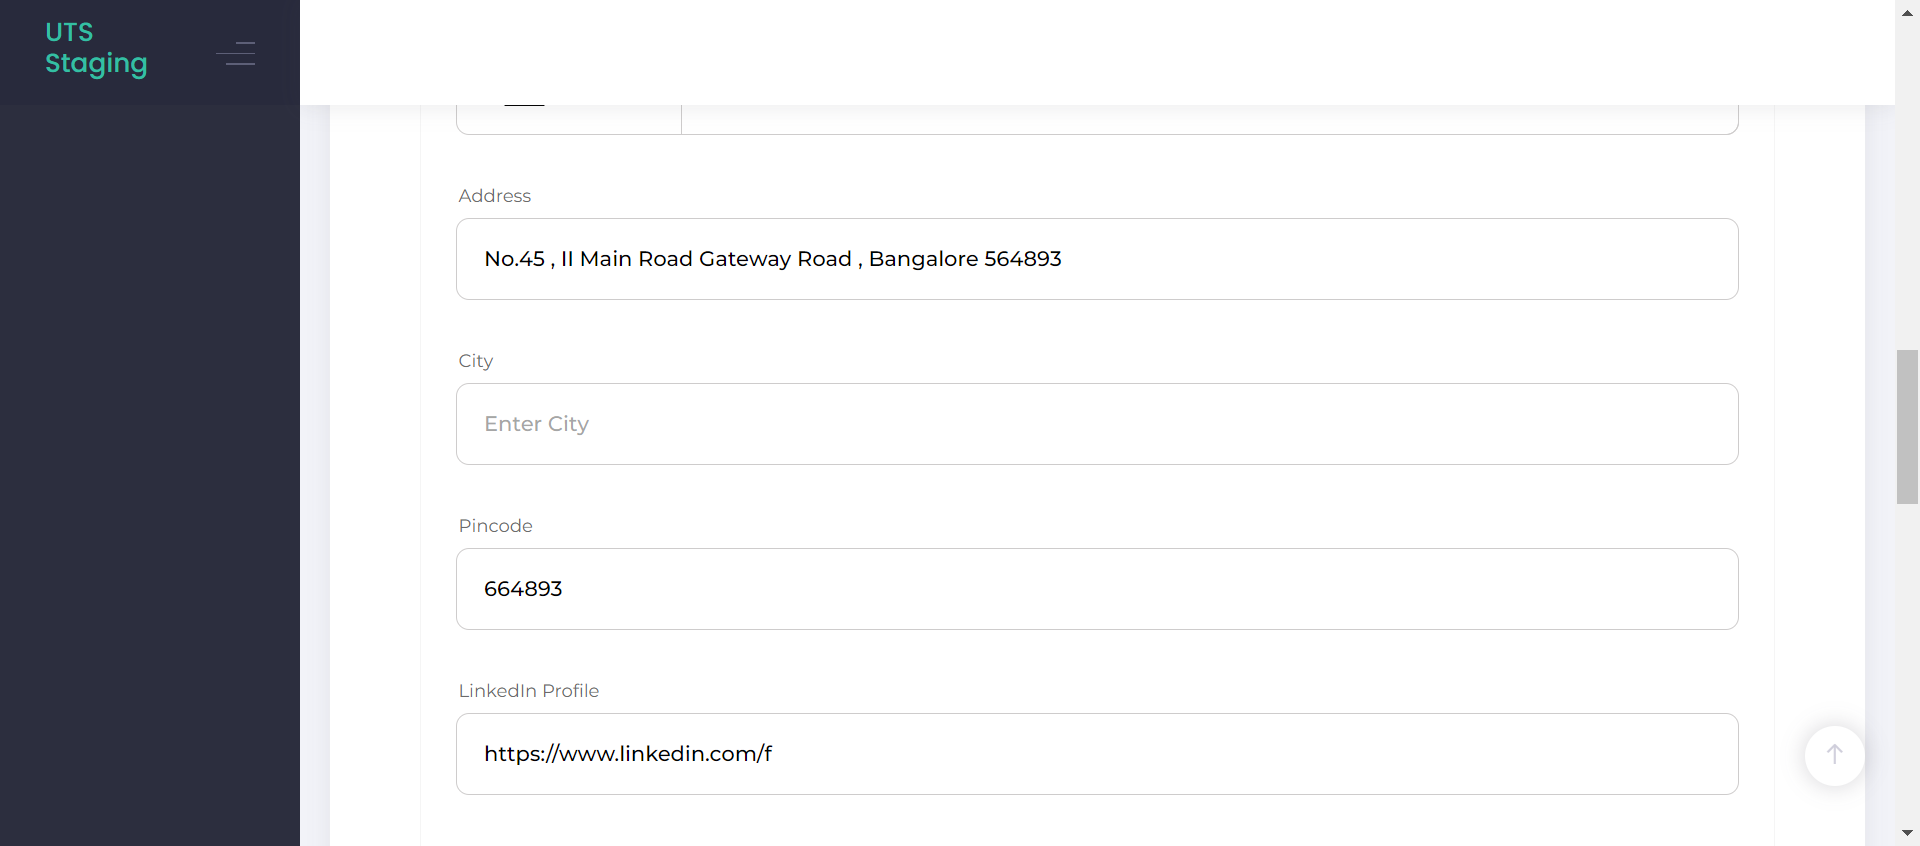 UTS
Staging
Address
No.45 , II Main Road Gateway Road , Bangalore 564893
City
Enter City
Pincode
664893
LinkedIn Profile
https://www.linkedin.com/f